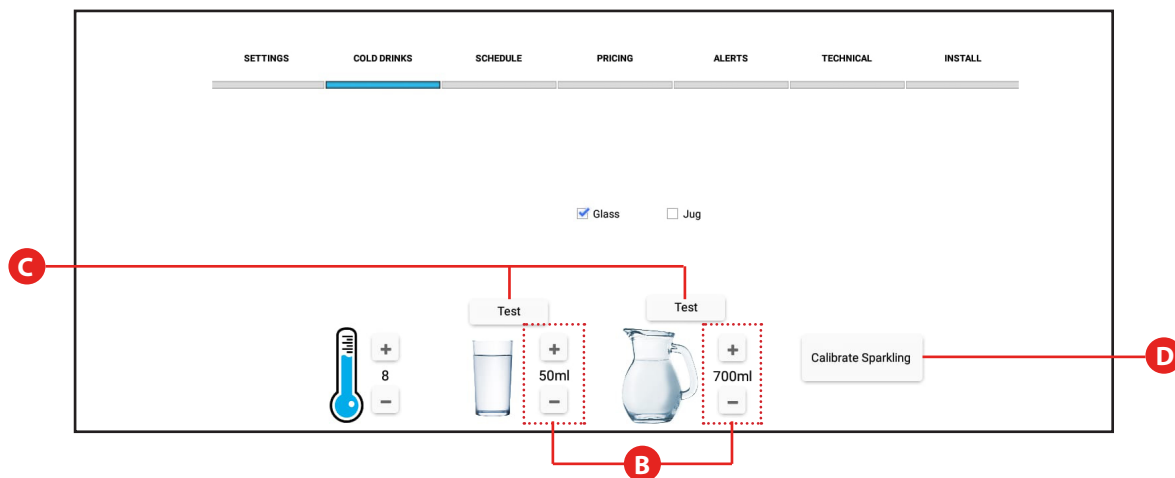 SETTINGS COLD DRINKS SCHEDULE PRICING ALERTS TECHNICAL INSTALL
Glass Jug
C
Test Test
+ + +
8 50ml 700ml Calibrate Sparkling D
− − −
B